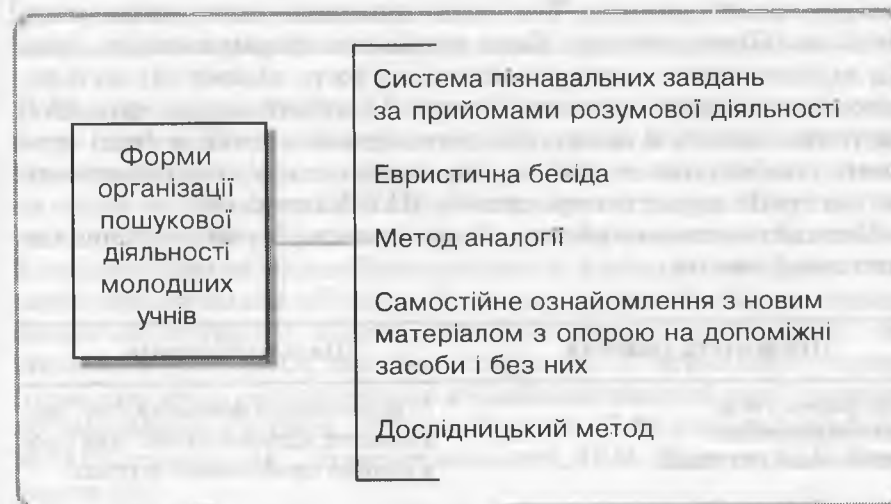 Форми
організації
пошукової
діяльності
молодших
учнів
Система пізнавальних завдань
за прийомами розумової діяльності
Евристична бесіда
Метод аналогії
Самостійне ознайомлення з новим
матеріалом з опорою на допоміжні
засоби і без них
Дослідницький метод